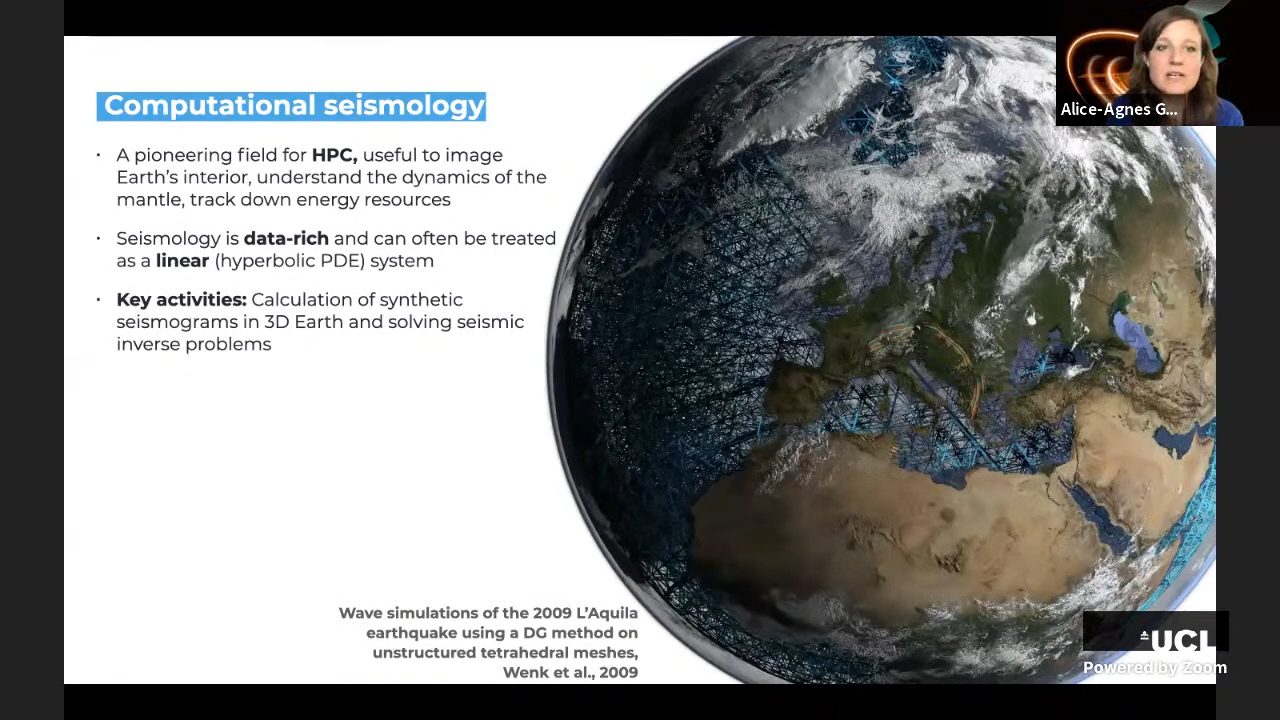 Computational seismology
· A pioneering field for HPC, useful to image
Earth's interior, understand the dynamics of the
mantle, track down energy resources
· Seismology is data-rich and can often be treated
as a linear (hyperbolic PDE) system
· Key activities: Calculation of synthetic
seismograms in 3D Earth and solving seismic
inverse problems
Wave simulations of the 2009 L'Aquila
earthquake using a DG method on
unstructured tetrahedral meshes,
Wenk et al., 2009
Alice-Agnes G...
UCL
Powered by Zoom